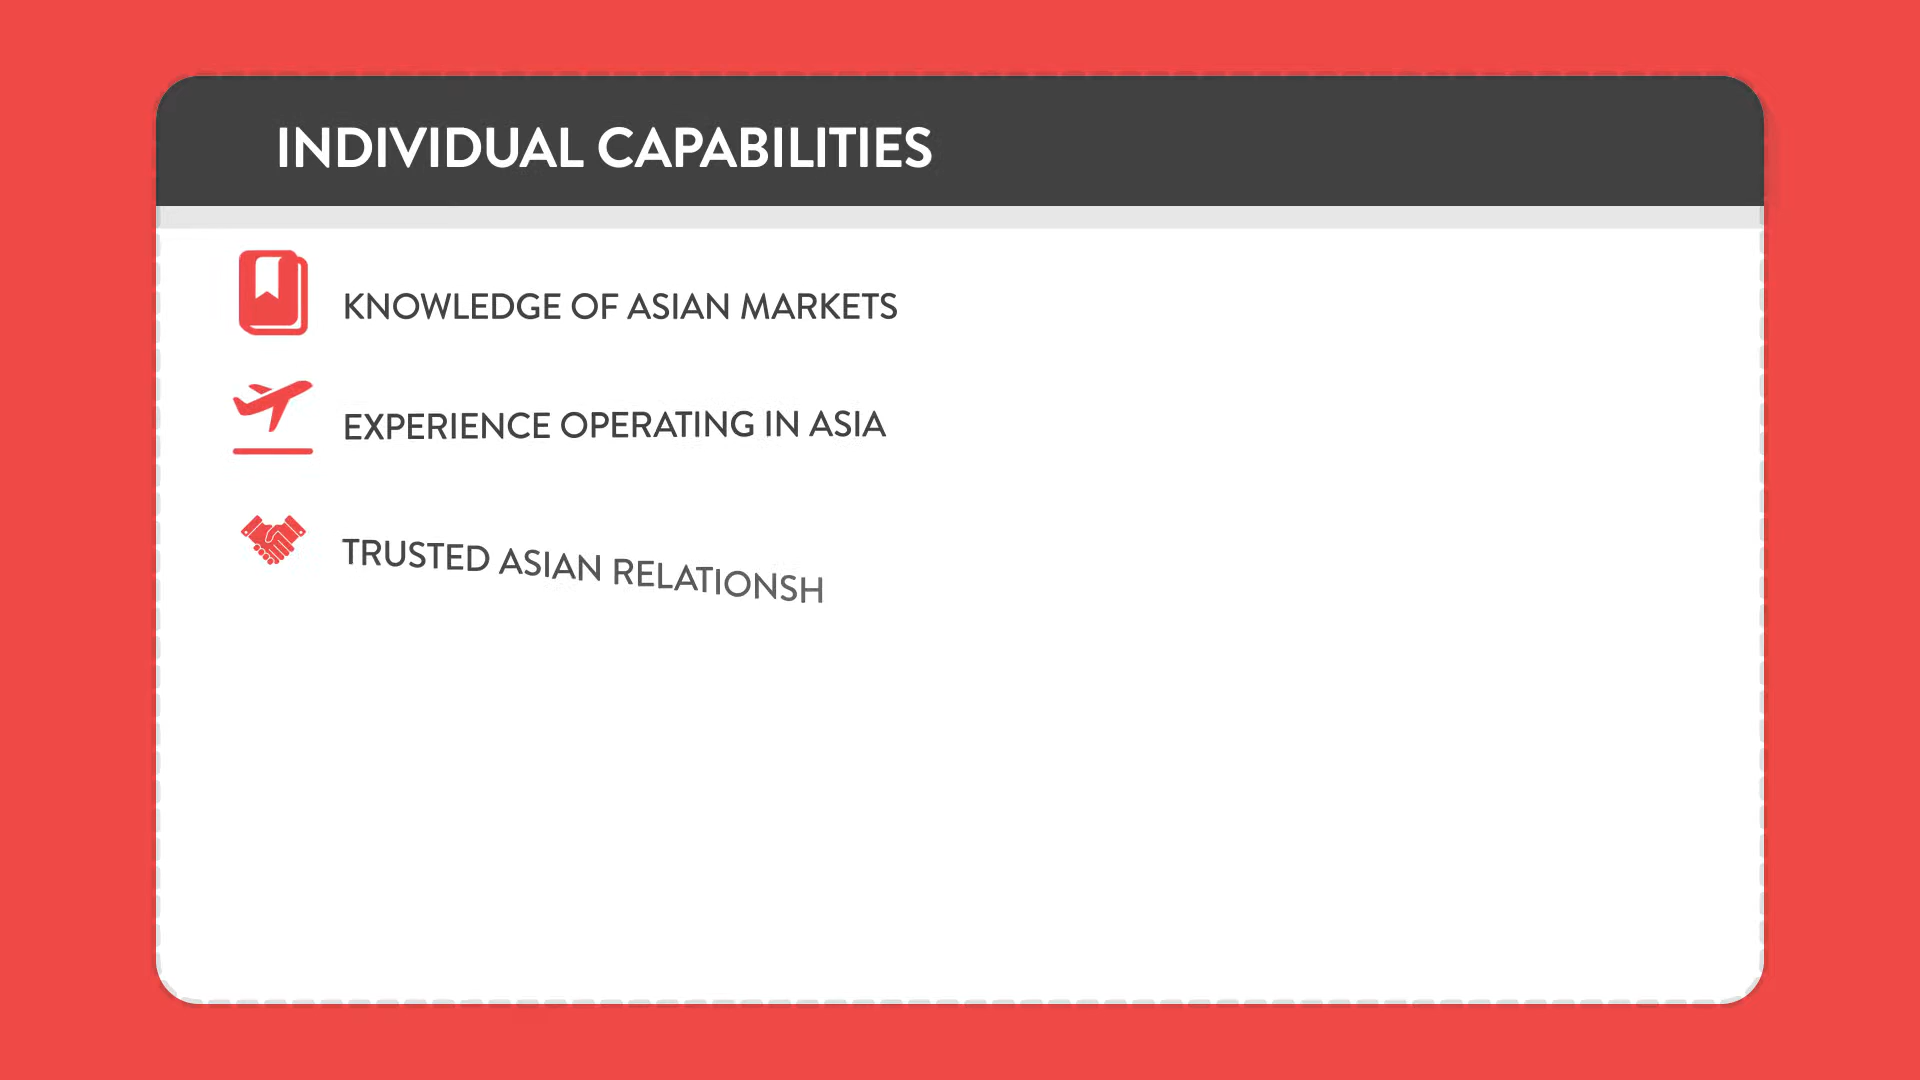 INDIVIDUAL CAPABILITIES
KNOWLEDGE OF ASIAN MARKETS
EXPERIENCE OPERATING IN ASIA
TRUSTED ASIAN RELATIONSH